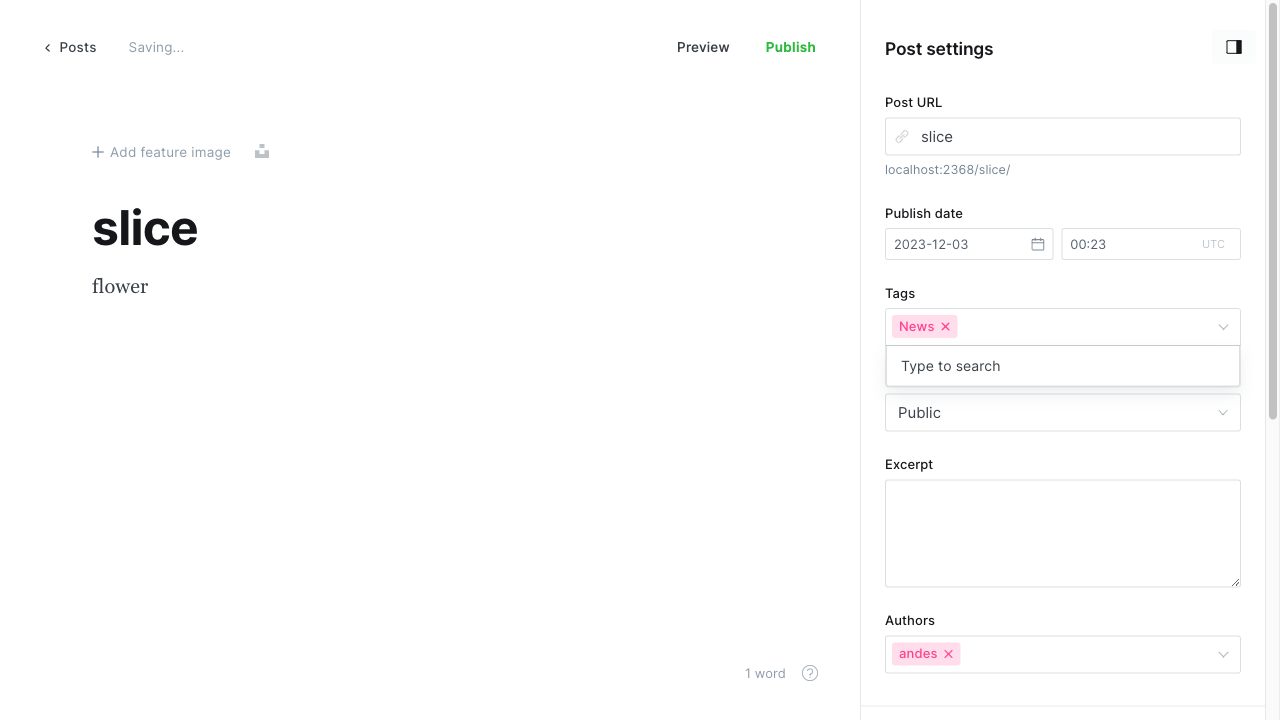 Posts
Saving...
Preview
Publish
Add feature image
slice
flower
1 word
?
Post settings
Post URL
slice
localhost:2368/slice/
Publish date
2023-12-03
00:23 UTC
Tags
News
Type to search
Public
Excerpt
Authors
andes